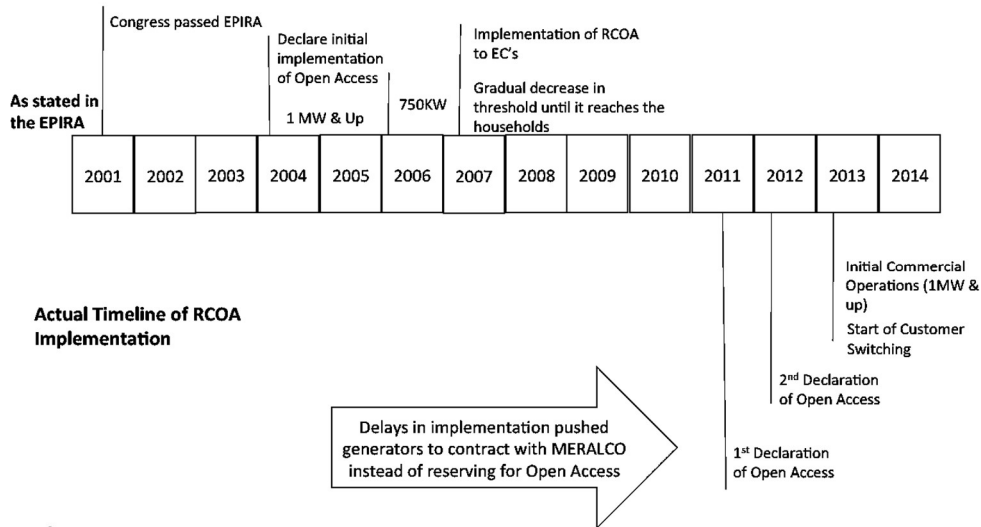 Congress passed EPIRA
Declare initial
implementation
of Open Access
1 MW & Up
750KW
Implementation of RCOA
to EC's
Gradual decrease in
threshold until it reaches the
households
As stated in
the EPIRA
2001 2002 2003 2004 2005 2006 2007 2008 2009 2010 2011 2012 2013 2014
Initial Commercial
Operations (1MW &
up)
Start of Customer
Switching
Actual Timeline of RCOA
Implementation
2nd Declaration
of Open Access
Delays in implementation pushed
generators to contract with MERALCO
instead of reserving for Open Access
1st Declaration
of Open Access